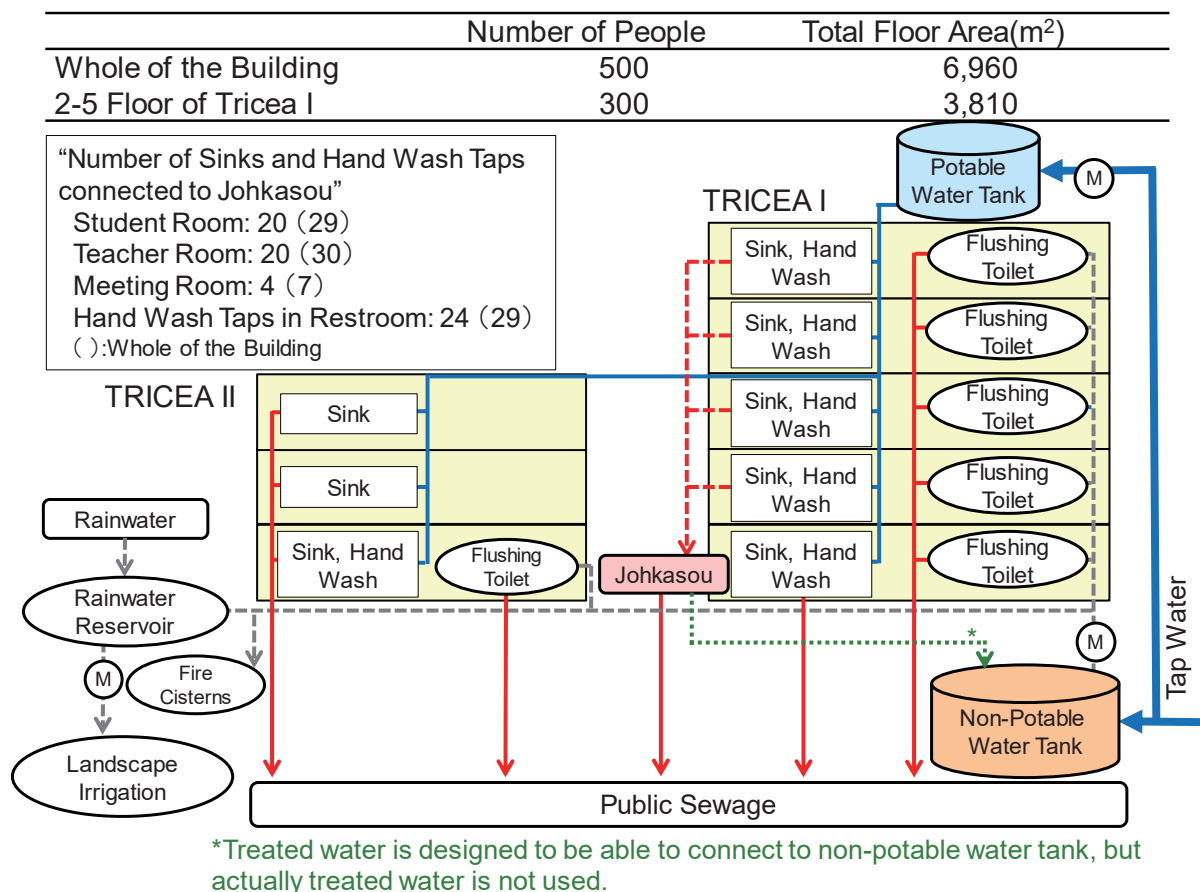 Number of People Total Floor Area(m²)
Whole of the Building 500 6,960
2-5 Floor of Tricea I 300 3,810
“Number of Sinks and Hand Wash Taps
connected to Johkasou”
Student Room: 20（29）
Teacher Room: 20（30）
Meeting Room: 4（7）
Hand Wash Taps in Restroom: 24（29）
( ):Whole of the Building
Potable
Water Tank
M
TRICEA I
Sink, Hand
Wash
Flushing
Toilet
Sink, Hand
Wash
Flushing
Toilet
Sink, Hand
Wash
Flushing
Toilet
Sink, Hand
Wash
Flushing
Toilet
Sink, Hand
Wash
Flushing
Toilet
TRICEA II
Sink
Sink
Sink, Hand
Wash
Flushing
Toilet
Johkasou
Rainwater
Rainwater
Reservoir
M
Fire
Cisterns
Landscape
Irrigation
*
M
Non-Potable
Water Tank
Tap Water
Public Sewage
*Treated water is designed to be able to connect to non-potable water tank, but
actually treated water is not used.